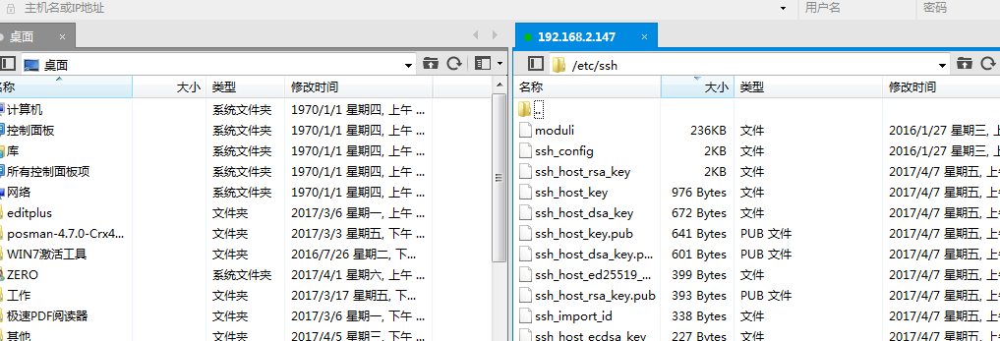 主机名或IP地址 用户名 密码
桌面 × 192.168.2.147 ×
桌面 /etc/ssh
名称 大小 类型 修改时间 名称 大小 类型 修改时间
计算机 系统文件夹 1970/1/1 星期四, 上午 ... ..
控制面板 系统文件夹 1970/1/1 星期四, 上午 ... moduli 236KB 文件 2016/1/27 星期三, 上
库 系统文件夹 1970/1/1 星期四, 上午 ... ssh_config 2KB 文件 2016/1/27 星期三, 上
所有控制面板项 系统文件夹 1970/1/1 星期四, 上午 ... ssh_host_rsa_key 2KB 文件 2017/4/7 星期五, 上
网络 系统文件夹 1970/1/1 星期四, 上午 ... ssh_host_key 976 Bytes 文件 2017/4/7 星期五, 上
editplus 文件夹 2017/3/6 星期一, 上午 ... ssh_host_dsa_key 672 Bytes 文件 2017/4/7 星期五, 上
posman-4.7.0-Crx4... 文件夹 2017/3/3 星期五, 下午 ... ssh_host_key.pub 641 Bytes PUB 文件 2017/4/7 星期五, 上
WIN7激活工具 文件夹 2016/7/26 星期二, 下... ssh_host_dsa_key.p... 601 Bytes PUB 文件 2017/4/7 星期五, 上
ZERO 系统文件夹 2017/4/1 星期六, 上午 ... ssh_host_ed25519_... 399 Bytes 文件 2017/4/7 星期五, 上
工作 文件夹 2017/3/17 星期五, 下... ssh_host_rsa_key.pub 393 Bytes PUB 文件 2017/4/7 星期五, 上
极速PDF阅读器 文件夹 2017/3/6 星期一, 下午 ... ssh_import_id 338 Bytes 文件 2017/4/7 星期五, 上
其他 文件夹 2017/4/5 星期三, 下午 ... ssh_host_ecdsa_key 227 Bytes 文件 2017/4/7 星期五, 上